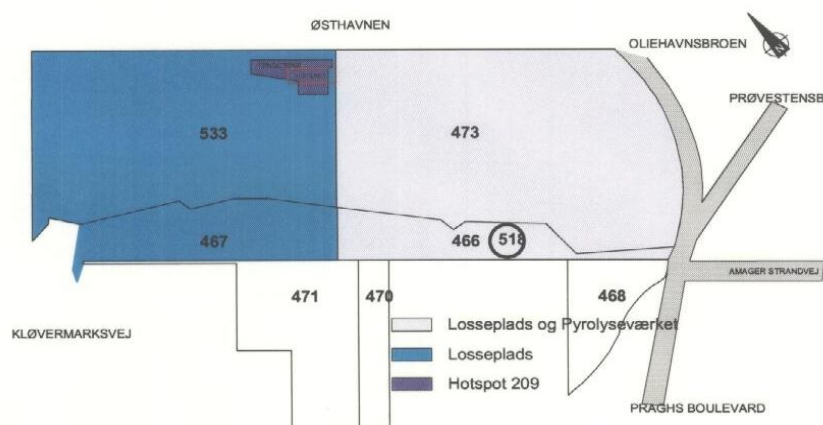 ØSTHAVNEN
OLIEHAVNSBROEN
PRØVESTENSB
533
473
467
466
518
471
470
468
AMAGER STRANDVEJ
KLØVERMARKSVEJ
Losseplads og Pyrolyseværket
Losseplads
Hotspot 209
PRAGHS BOULEVARD